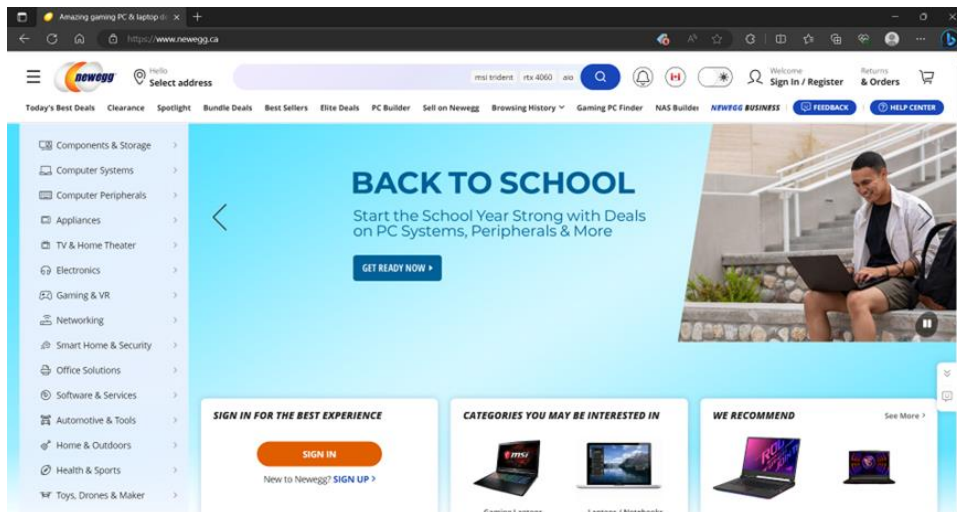 Amazing gaming PC & laptop d
https://www.newegg.ca
newegg
Hello
Select address
msi trident rtx 4060 aio
Welcome
Sign In / Register
Returns
& Orders
Today's Best Deals Clearance Spotlight Bundle Deals Best Sellers Elite Deals PC Builder Sell on Newegg Browsing History Gaming PC Finder NAS Builder NEWEGG BUSINESS FEEDBACK HELP CENTER
Components & Storage
Computer Systems
Computer Peripherals
Appliances
TV & Home Theater
Electronics
Gaming & VR
Networking
Smart Home & Security
Office Solutions
Software & Services
Automotive & Tools
Home & Outdoors
Health & Sports
Toys, Drones & Maker
BACK TO SCHOOL
Start the School Year Strong with Deals
on PC Systems, Peripherals & More
GET READY NOW
SIGN IN FOR THE BEST EXPERIENCE
SIGN IN
New to Newegg? SIGN UP
CATEGORIES YOU MAY BE INTERESTED IN
msi
Gaming Laptops Laptops / Notebooks
WE RECOMMEND See More